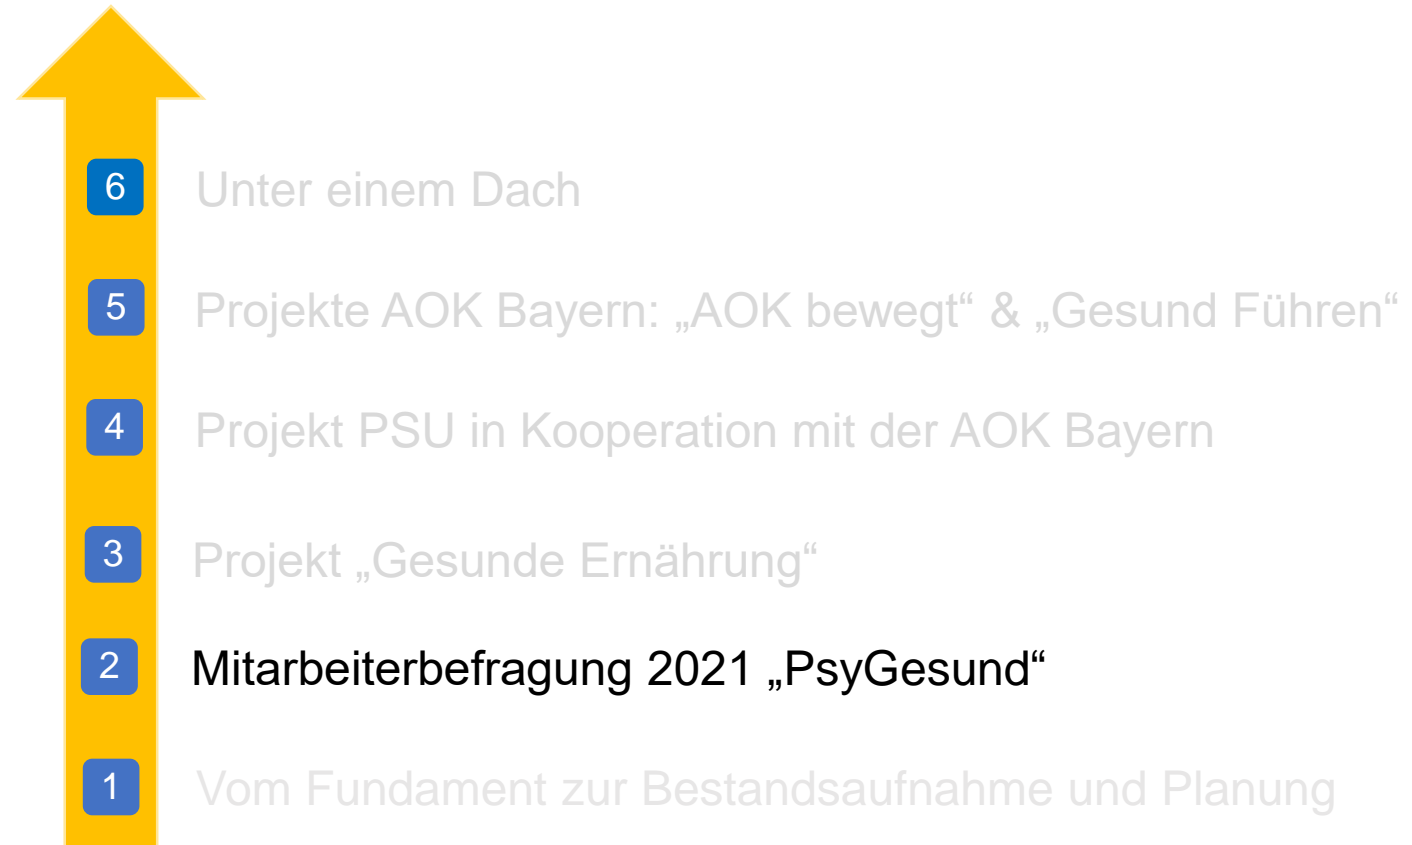 6 Unter einem Dach
5 Projekte AOK Bayern: „AOK bewegt“ & „Gesund Führen“
4 Projekt PSU in Kooperation mit der AOK Bayern
3 Projekt „Gesunde Ernährung“
2 Mitarbeiterbefragung 2021 „PsyGesund“
1 Vom Fundament zur Bestandsaufnahme und Planung